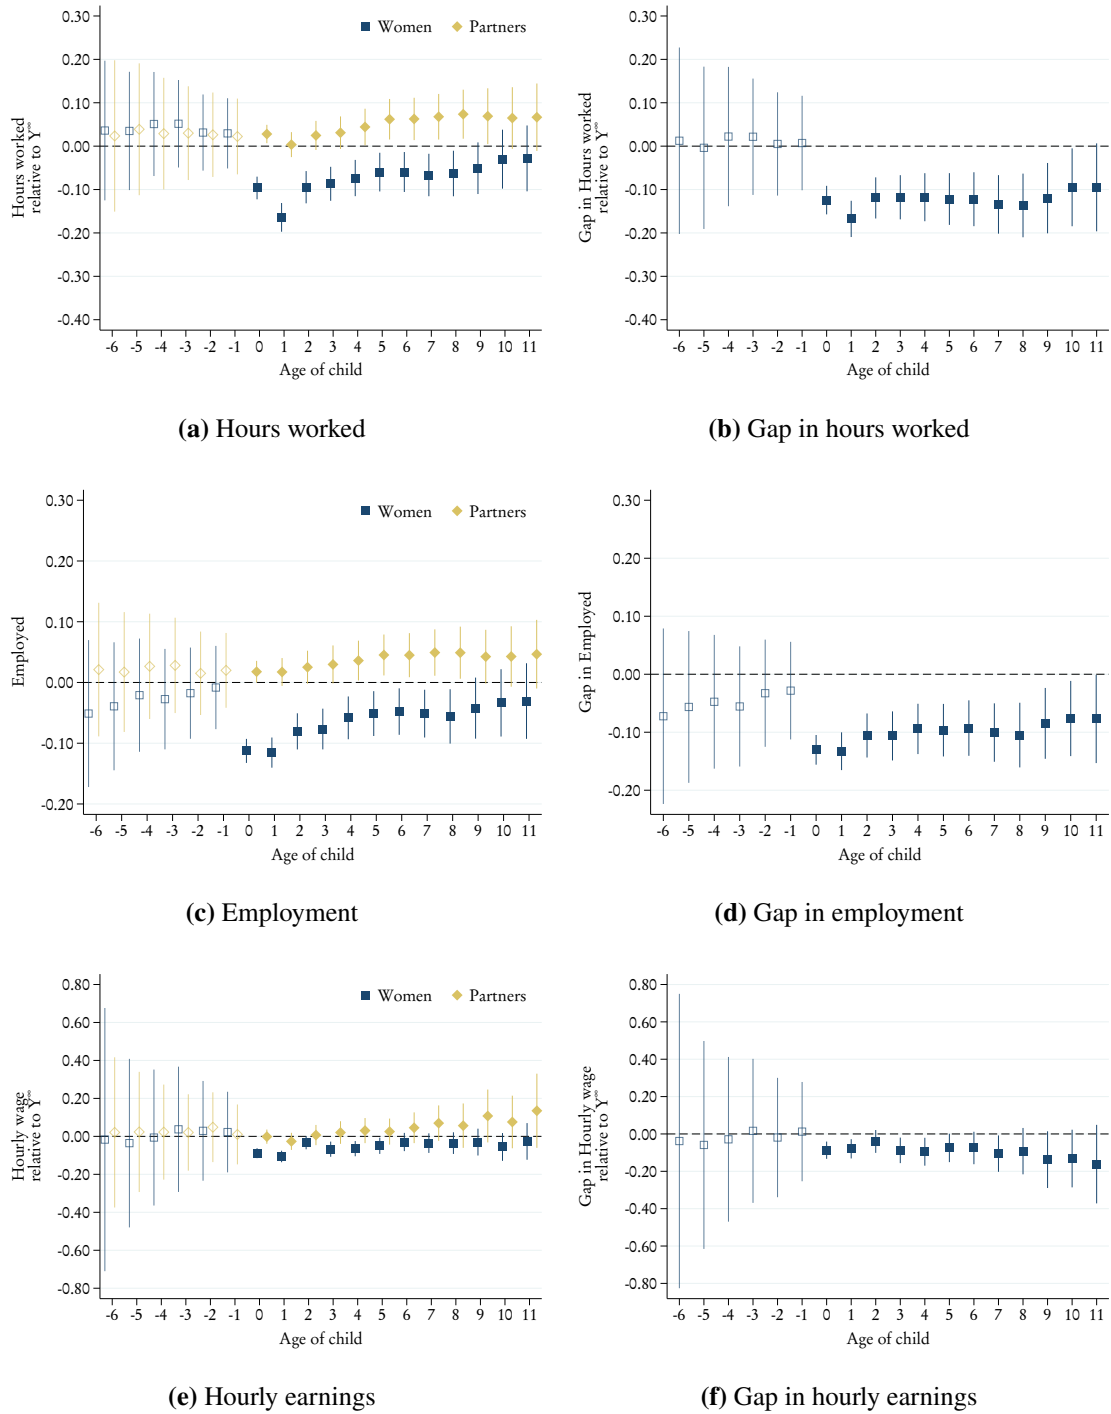 0.30
0.20
0.10
0.00
-0.10
-0.20
-0.30
-0.40
Hours worked
relative to Y∞
Women Partners
-6 -5 -4 -3 -2 -1 0 1 2 3 4 5 6 7 8 9 10 11
Age of child
(a) Hours worked
0.30
0.20
0.10
0.00
-0.10
-0.20
-0.30
-0.40
Gap in Hours worked
relative to Y∞
-6 -5 -4 -3 -2 -1 0 1 2 3 4 5 6 7 8 9 10 11
Age of child
(b) Gap in hours worked
0.30
0.20
0.10
0.00
-0.10
-0.20
Employed
Women Partners
-6 -5 -4 -3 -2 -1 0 1 2 3 4 5 6 7 8 9 10 11
Age of child
(c) Employment
0.30
0.20
0.10
0.00
-0.10
-0.20
Gap in Employed
-6 -5 -4 -3 -2 -1 0 1 2 3 4 5 6 7 8 9 10 11
Age of child
(d) Gap in employment
0.80
0.60
0.40
0.20
0.00
-0.20
-0.40
-0.60
-0.80
Hourly wage
relative to Y∞
Women Partners
-6 -5 -4 -3 -2 -1 0 1 2 3 4 5 6 7 8 9 10 11
Age of child
(e) Hourly earnings
0.80
0.60
0.40
0.20
0.00
-0.20
-0.40
-0.60
-0.80
Gap in Hourly wage
relative to Y∞
-6 -5 -4 -3 -2 -1 0 1 2 3 4 5 6 7 8 9 10 11
Age of child
(f) Gap in hourly earnings